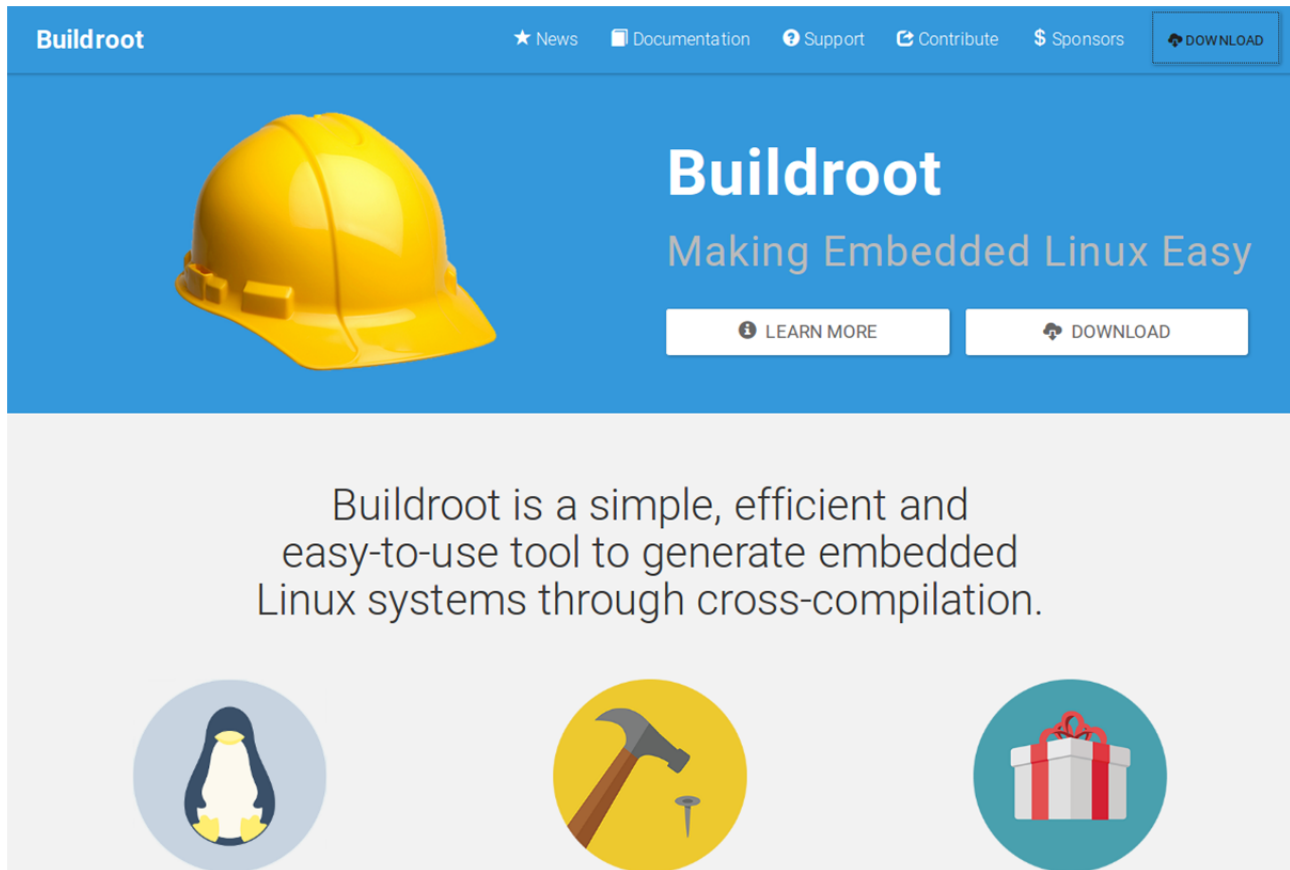 Buildroot
News Documentation Support Contribute $ Sponsors DOWNLOAD
Buildroot
Making Embedded Linux Easy
LEARN MORE DOWNLOAD
Buildroot is a simple, efficient and
easy-to-use tool to generate embedded
Linux systems through cross-compilation.